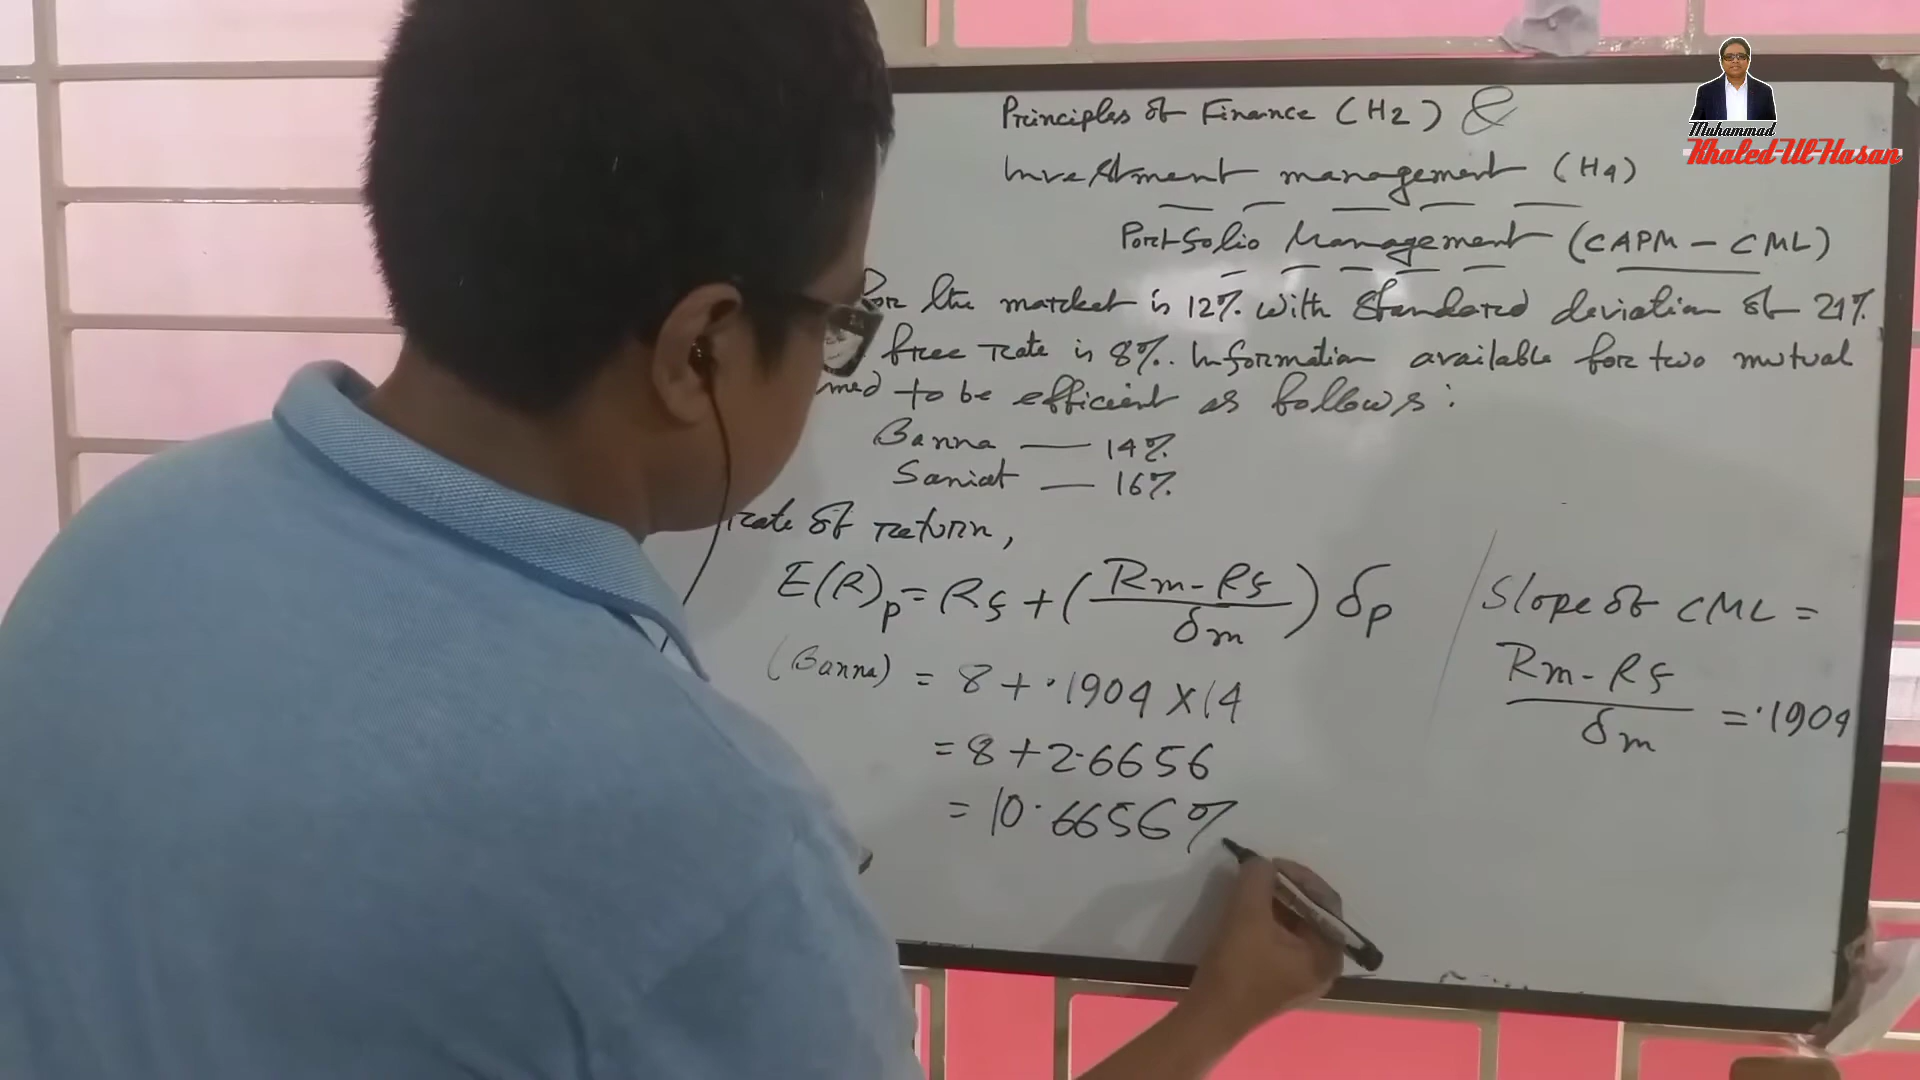 Principles of Finance (H2) &
Investment management (H4)
Portfolio Management (CAPM - CML)
for the market is 12%. with standard deviation of 21%
free rate is 8%. Information available for two mutual
med to be efficient as follows:
Banna — 14%
Saniat — 16%
rate of return,
E(R)p = Rf + (Rm - Rf / δm) δp
(Banna) = 8 + .1904 × 14
= 8 + 2.6656
= 10.6656%
Slope of CML =
Rm - Rf / δm = .1904
Muhammad
Khaled-Ul-Hasan